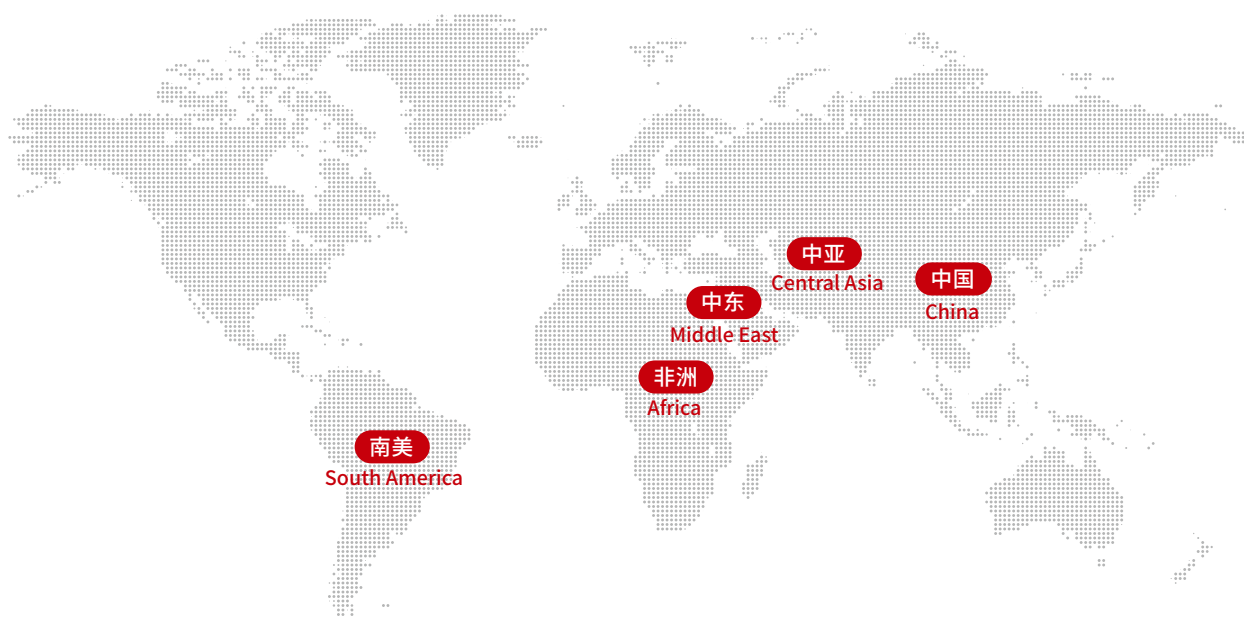 中亚
Central Asia
中国
China
中东
Middle East
非洲
Africa
南美
South America